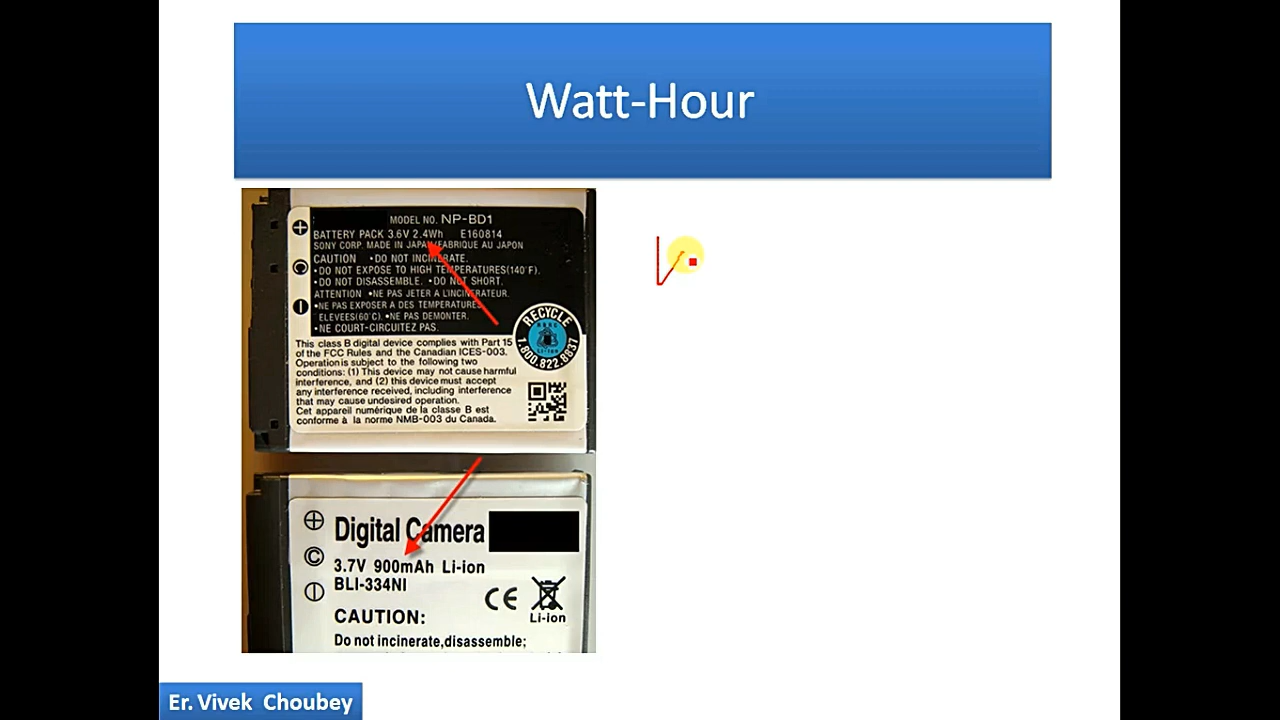 Watt-Hour
MODEL NO. NP-BD1
BATTERY PACK 3.6V 2.4Wh E160814
SONY CORP. MADE IN JAPAN/FABRIQUE AU JAPON
CAUTION •DO NOT INCINERATE.
•DO NOT EXPOSE TO HIGH TEMPERATURES(140°F).
•DO NOT DISASSEMBLE. •DO NOT SHORT.
ATTENTION •NE PAS JETER A L'INCINERATEUR.
•NE PAS EXPOSER A DES TEMPERATURES
ELEVEES(60°C). •NE PAS DEMONTER.
•NE COURT-CIRCUITEZ PAS.
RECYCLE
LI-ION
1.800.822.8837
This class B digital device complies with Part 15
of the FCC Rules and the Canadian ICES-003.
Operation is subject to the following two
conditions: (1) This device may not cause harmful
interference, and (2) this device must accept
any interference received, including interference
that may cause undesired operation.
Cet appareil numérique de la classe B est
conforme à la norme NMB-003 du Canada.
Digital Camera
3.7V 900mAh Li-ion
BLI-334NI
CE
Li-ion
CAUTION:
Do not incinerate,disassemble;
Er. Vivek Choubey